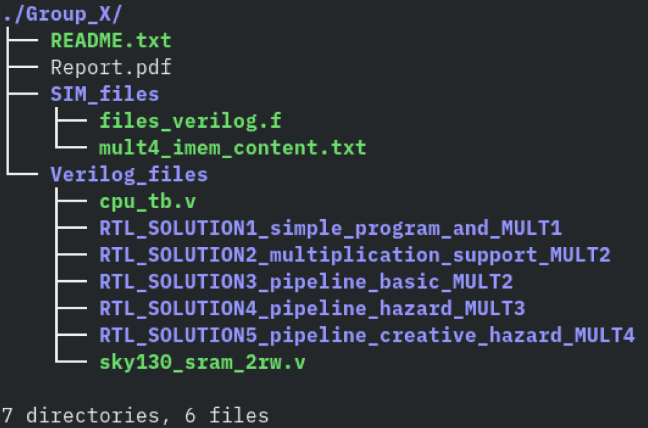 ./Group_X/
README.txt
Report.pdf
SIM_files
files_verilog.f
mult4_imem_content.txt
Verilog_files
cpu_tb.v
RTL_SOLUTION1_simple_program_and_MULT1
RTL_SOLUTION2_multiplication_support_MULT2
RTL_SOLUTION3_pipeline_basic_MULT2
RTL_SOLUTION4_pipeline_hazard_MULT3
RTL_SOLUTION5_pipeline_creative_hazard_MULT4
sky130_sram_2rw.v
7 directories, 6 files